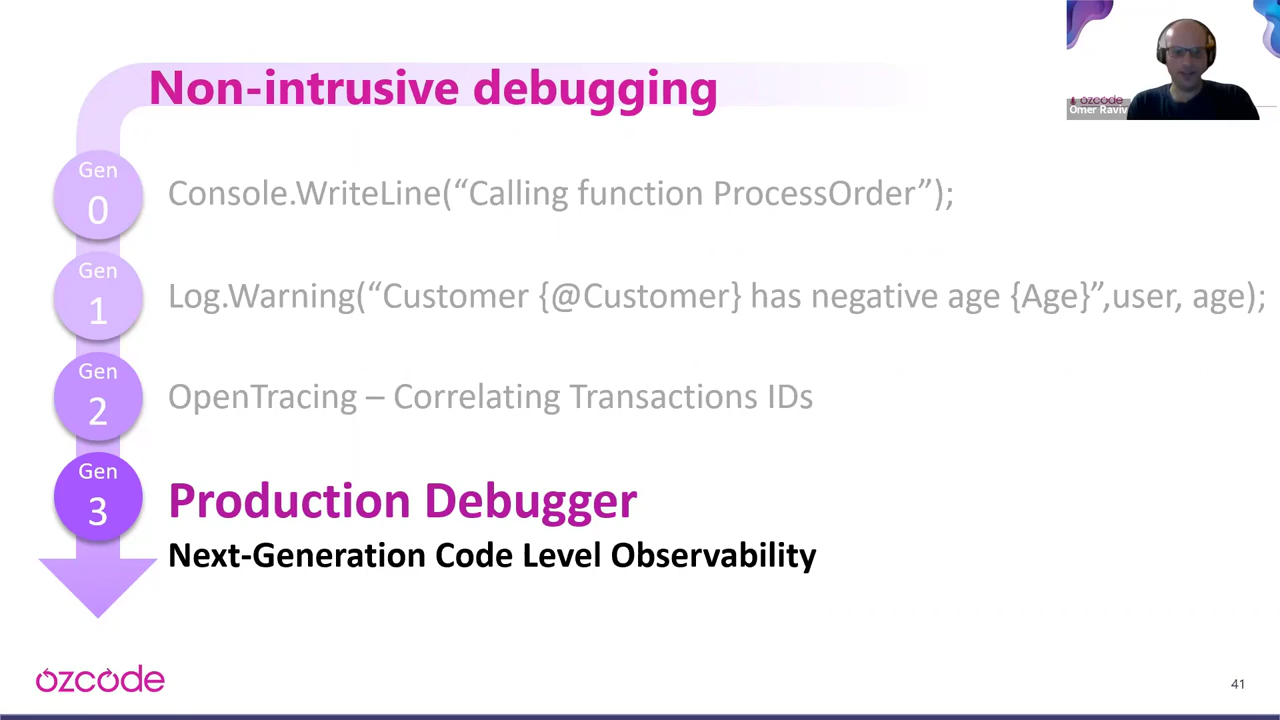 Non-intrusive debugging
ozcode
Omer Raviv
Gen
0
Console.WriteLine(“Calling function ProcessOrder”);
Gen
1
Log.Warning(“Customer {@Customer} has negative age {Age}”,user, age);
Gen
2
OpenTracing – Correlating Transactions IDs
Gen
3
Production Debugger
Next-Generation Code Level Observability
ozcode
41